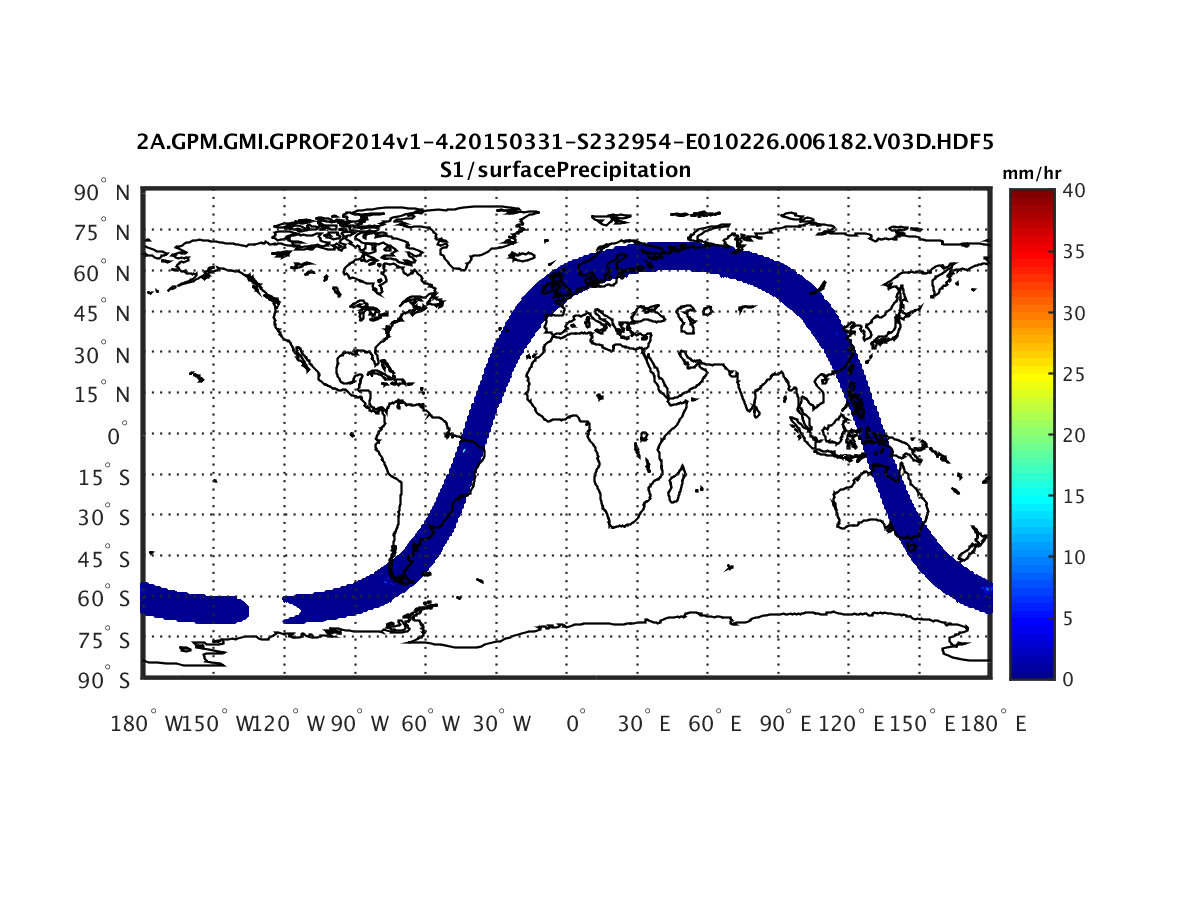 2A.GPM.GMI.GPROF2014v1-4.20150331-S232954-E010226.006182.V03D.HDF5
S1/surfacePrecipitation
mm/hr
90° N
75° N
60° N
45° N
30° N
15° N
0°
15° S
30° S
45° S
60° S
75° S
90° S
180° W 150° W 120° W 90° W 60° W 30° W 0° 30° E 60° E 90° E 120° E 150° E 180° E
40
35
30
25
20
15
10
5
0